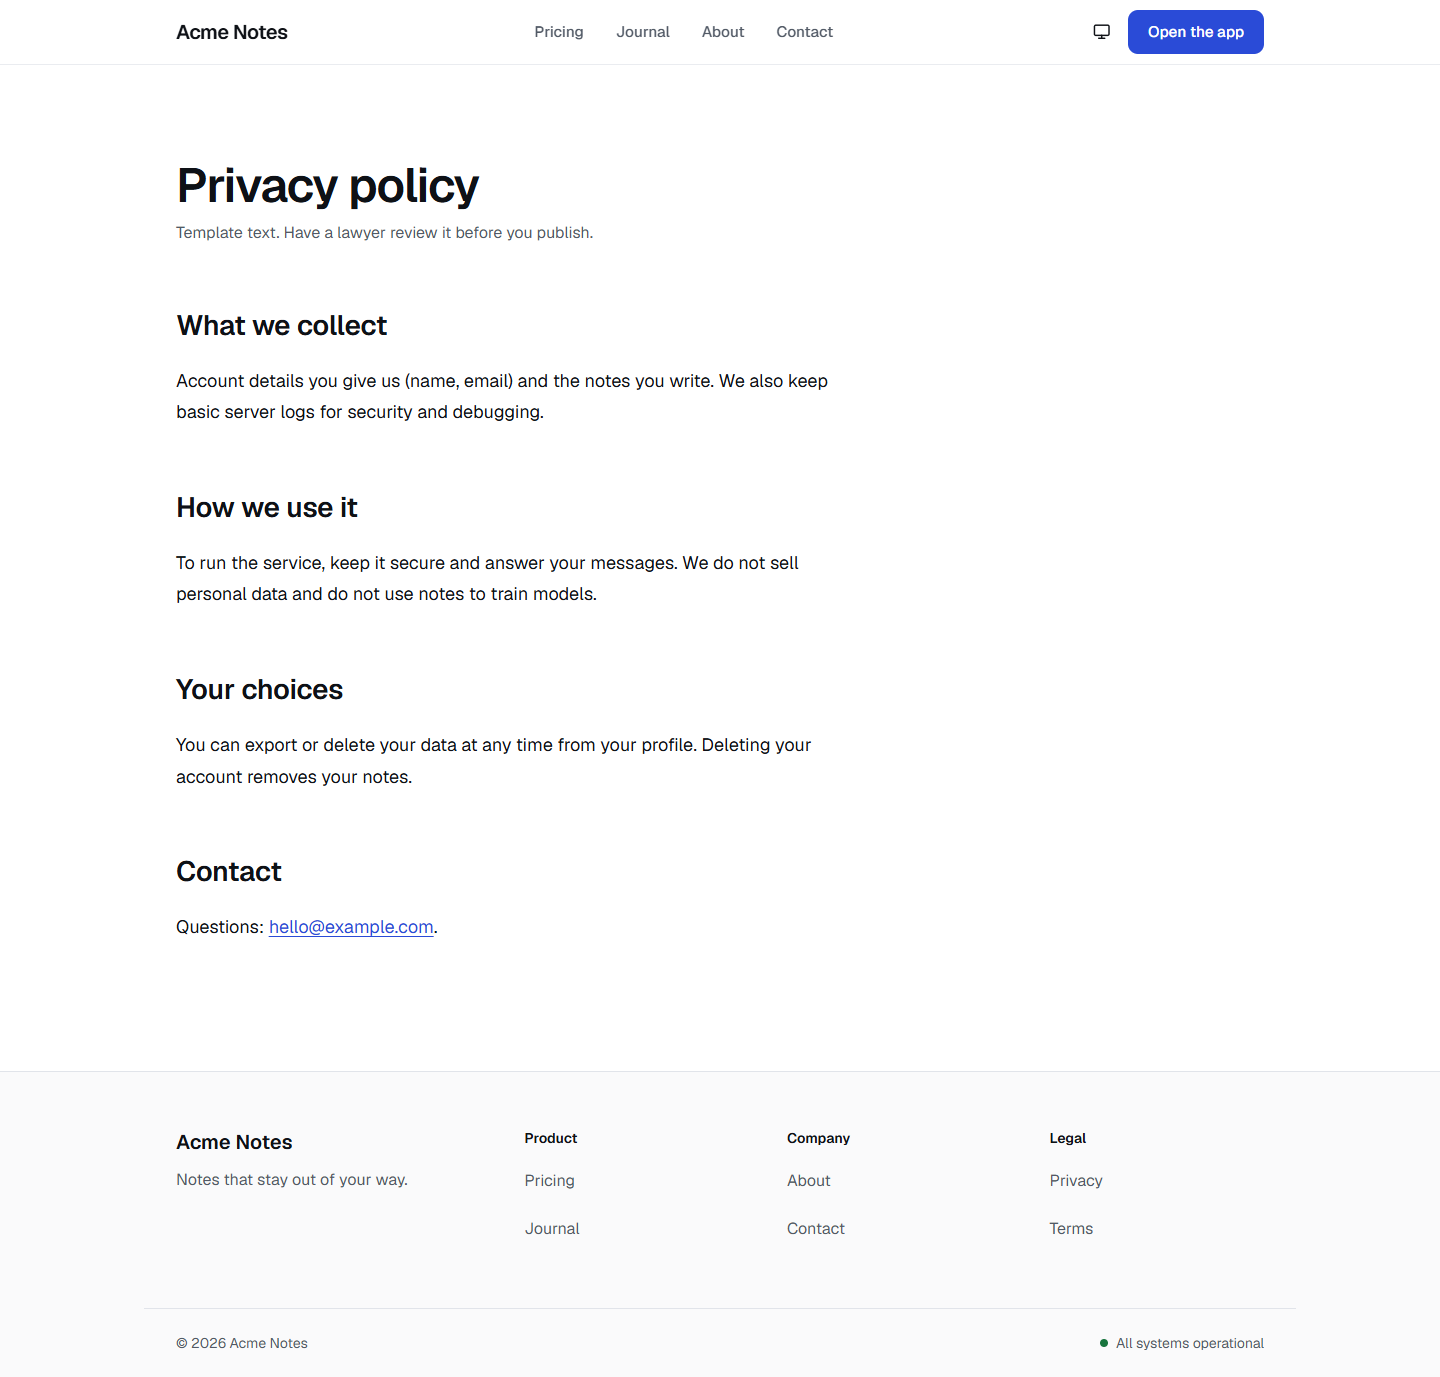 Acme Notes
Pricing
Journal
About
Contact
Open the app
Privacy policy
Template text. Have a lawyer review it before you publish.
What we collect
Account details you give us (name, email) and the notes you write. We also keep
basic server logs for security and debugging.
How we use it
To run the service, keep it secure and answer your messages. We do not sell
personal data and do not use notes to train models.
Your choices
You can export or delete your data at any time from your profile. Deleting your
account removes your notes.
Contact
Questions: hello@example.com.
Acme Notes
Notes that stay out of your way.
Product
Pricing
Journal
Company
About
Contact
Legal
Privacy
Terms
© 2026 Acme Notes
All systems operational